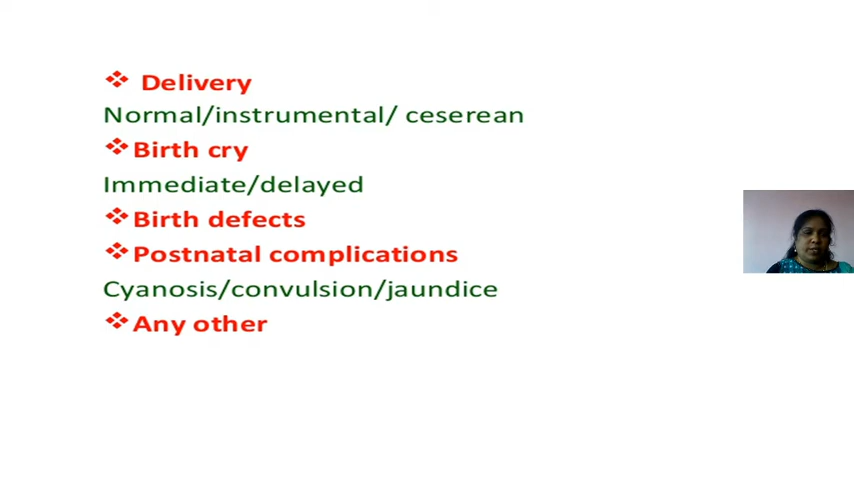 Delivery
Normal/instrumental/ ceserean
Birth cry
Immediate/delayed
Birth defects
Postnatal complications
Cyanosis/convulsion/jaundice
Any other